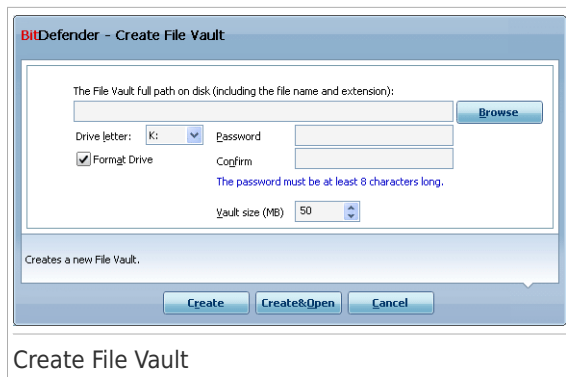 BitDefender - Create File Vault
The File Vault full path on disk (including the file name and extension):
Browse
Drive letter: K: Password
Format Drive Confirm
The password must be at least 8 characters long.
Vault size (MB) 50
Creates a new File Vault.
Create Create&Open Cancel
Create File Vault